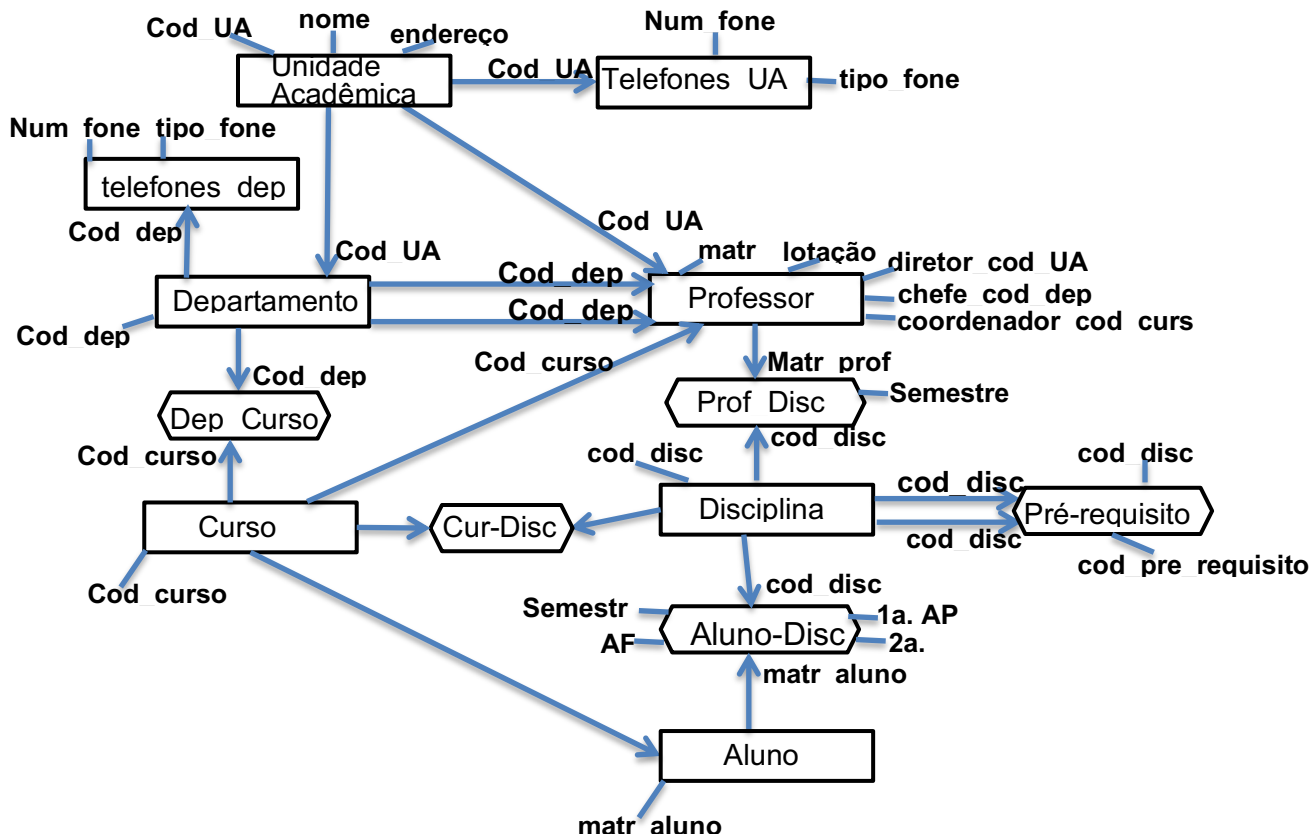 Cod_UA
nome
endereço
Num_fone
Unidade
Acadêmica
Cod_UA
Telefones_UA
tipo_fone
Num_fone tipo_fone
telefones_dep
Cod_dep
Cod_UA
Cod_UA
matr
lotação
diretor_cod_UA
Departamento
Cod_dep
Cod_dep
Professor
chefe_cod_dep
coordenador_cod_curs
Cod_dep
Cod_dep
Cod_curso
Matr_prof
Dep_Curso
Prof_Disc
Semestre
Cod_curso
cod_disc
cod_disc
cod_disc
Curso
Cur-Disc
Disciplina
cod_disc
Pré-requisito
cod_disc
Cod_curso
cod_pre_requisito
cod_disc
Semestr
1a. AP
AF
Aluno-Disc
2a.
matr_aluno
Aluno
matr_aluno